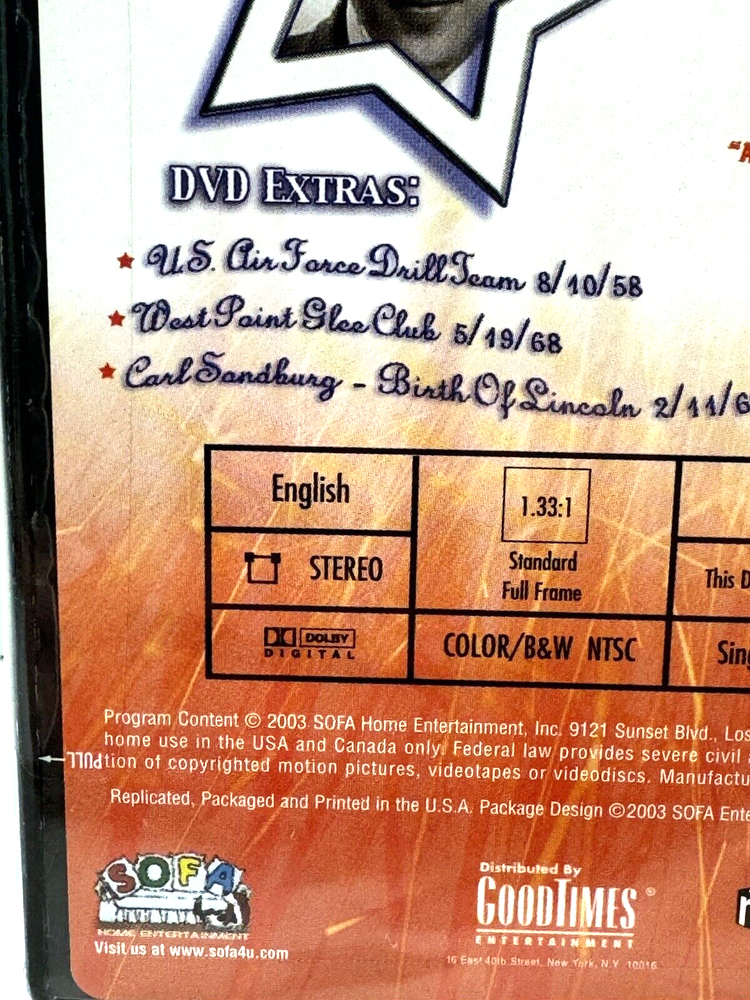 "A
DVD EXTRAS:
★ U.S. Air Force Drill Team 8/10/58
★ West Point Glee Club 5/19/68
★ Carl Sandburg - Birth Of Lincoln 2/11/6
English
1.33:1
Standard
Full Frame
STEREO
This D
DOLBY
DIGITAL
COLOR/B&W NTSC
Sing
Program Content © 2003 SOFA Home Entertainment, Inc. 9121 Sunset Blvd., Los
home use in the USA and Canada only. Federal law provides severe civil
PULL
tion of copyrighted motion pictures, videotapes or videodiscs. Manufactu
Replicated, Packaged and Printed in the U.S.A. Package Design ©2003 SOFA Ente
SOFA
HOME ENTERTAINMENT
Visit us at www.sofa4u.com
Distributed By
GOODTIMES®
ENTERTAINMENT
16 East 40th Street, New York, N.Y. 10016